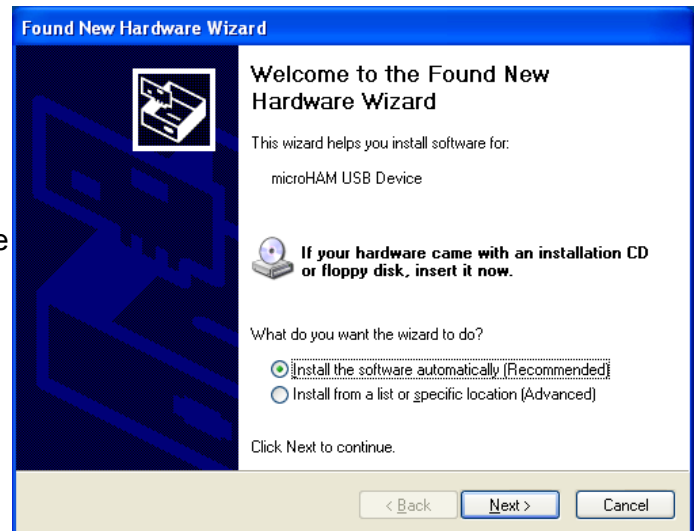 Found New Hardware Wizard
Welcome to the Found New
Hardware Wizard
This wizard helps you install software for:
microHAM USB Device
e
If your hardware came with an installation CD
or floppy disk, insert it now.
What do you want the wizard to do?
Install the software automatically (Recommended)
Install from a list or specific location (Advanced)
Click Next to continue.
< Back
Next >
Cancel